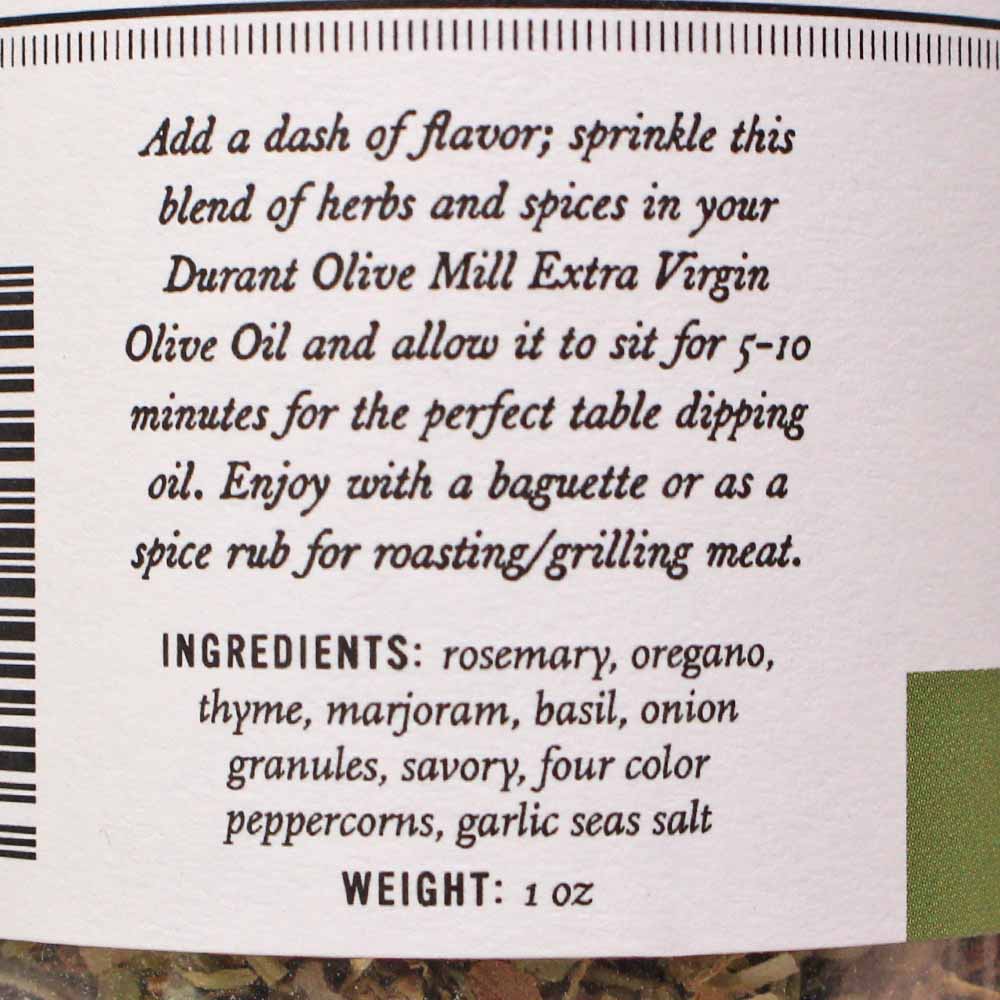 Add a dash of flavor; sprinkle this
blend of herbs and spices in your
Durant Olive Mill Extra Virgin
Olive Oil and allow it to sit for 5-10
minutes for the perfect table dipping
oil. Enjoy with a baguette or as a
spice rub for roasting/grilling meat.
INGREDIENTS: rosemary, oregano,
thyme, marjoram, basil, onion
granules, savory, four color
peppercorns, garlic seas salt
WEIGHT: 1 oz